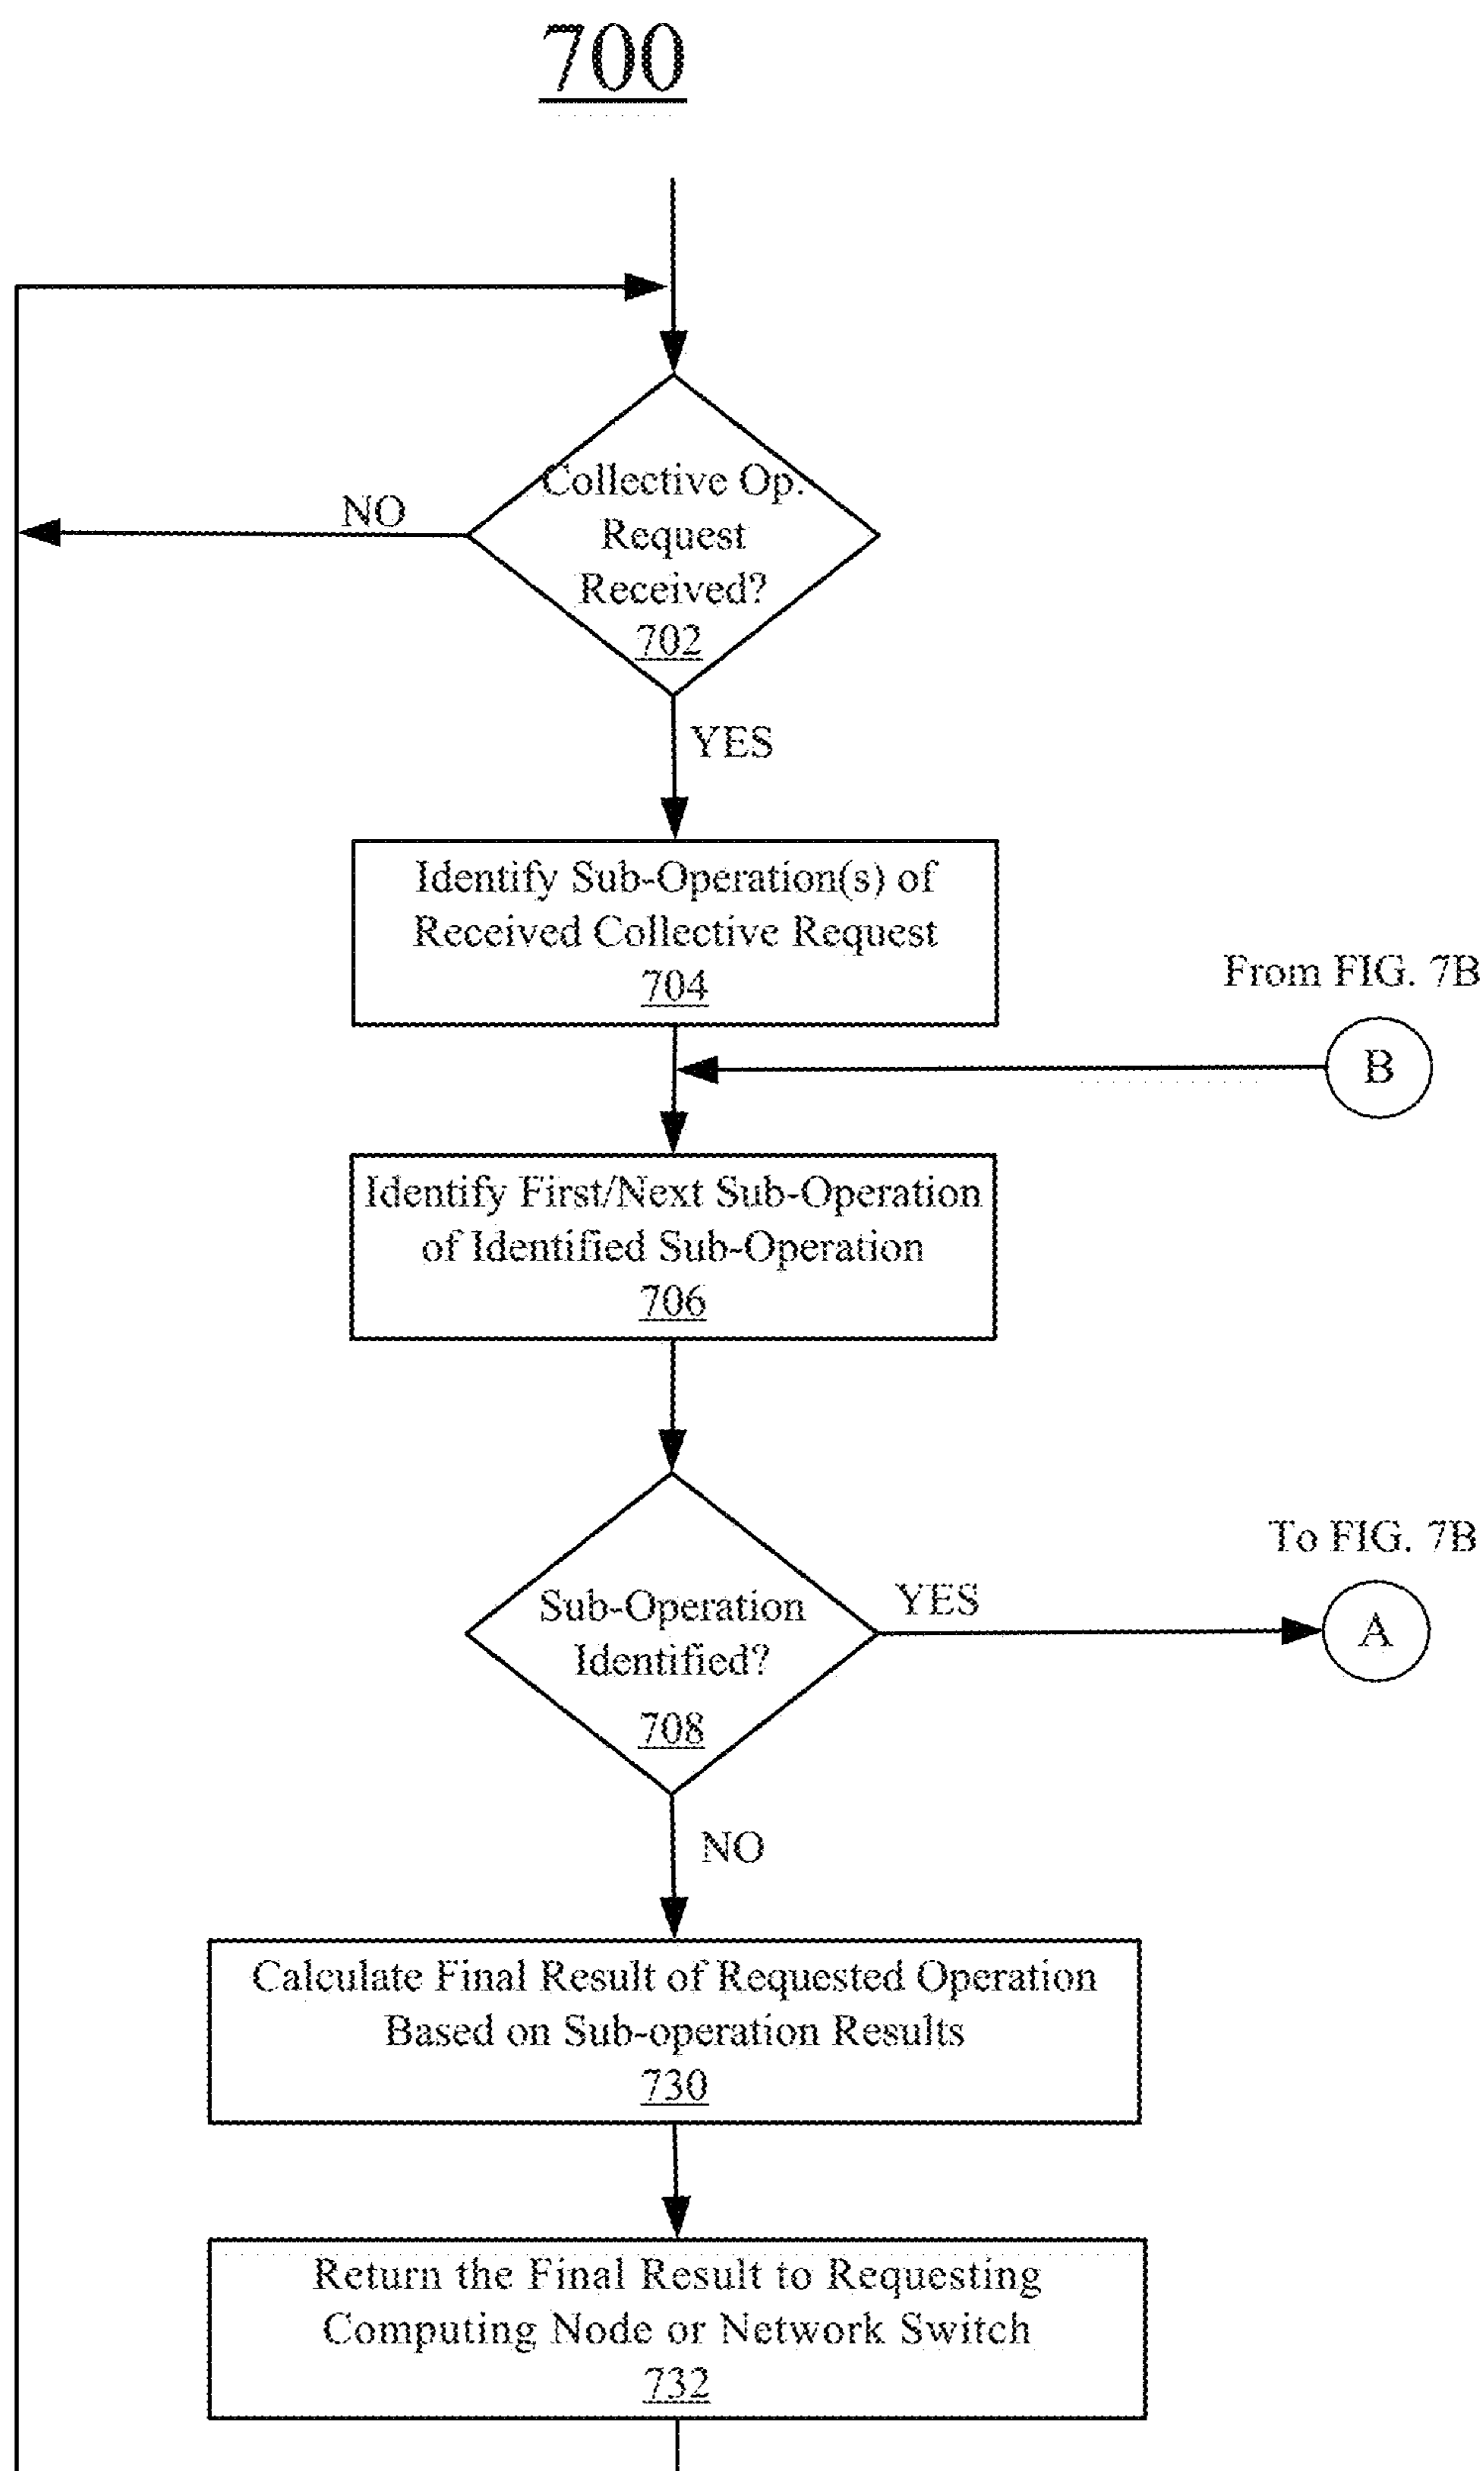 700
Collective Op.
Request
Received?
702
NO
YES
Identify Sub-Operation(s) of
Received Collective Request
704
From FIG. 7B
B
Identify First/Next Sub-Operation
of Identified Sub-Operation
706
To FIG. 7B
Sub-Operation
Identified?
708
YES
A
NO
Calculate Final Result of Requested Operation
Based on Sub-operation Results
730
Return the Final Result to Requesting
Computing Node or Network Switch
732